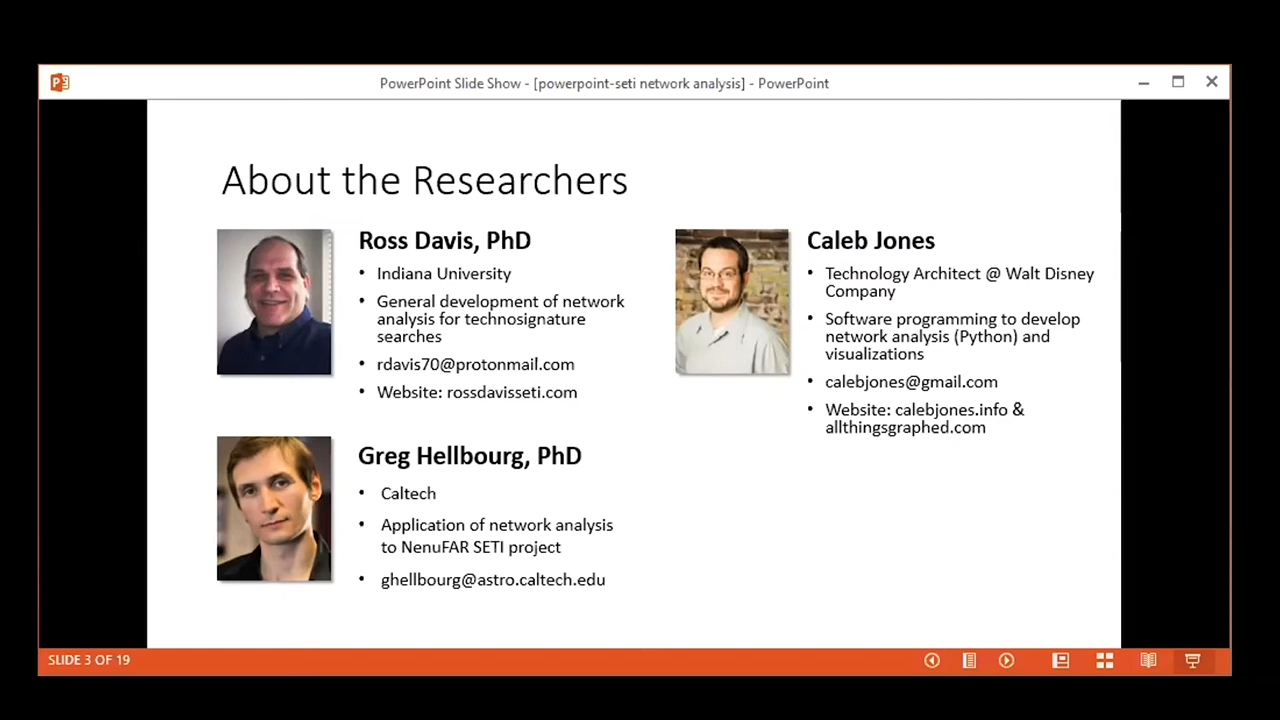 PowerPoint Slide Show - [powerpoint-seti network analysis] - PowerPoint
About the Researchers
Ross Davis, PhD
• Indiana University
• General development of network
analysis for technosignature
searches
• rdavis70@protonmail.com
• Website: rossdavisseti.com
Greg Hellbourg, PhD
• Caltech
• Application of network analysis
to NenuFAR SETI project
• ghellbourg@astro.caltech.edu
Caleb Jones
• Technology Architect @ Walt Disney
Company
• Software programming to develop
network analysis (Python) and
visualizations
• calebjones@gmail.com
• Website: calebjones.info &
allthingsgraphed.com
SLIDE 3 OF 19